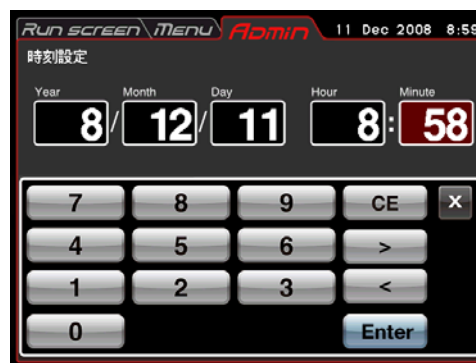 Run screen Menu Admin 11 Dec 2008 8:59
時刻設定
Year Month Day Hour Minute
8/12/11 8:58
7 8 9 CE X
4 5 6 >
1 2 3 <
0 Enter